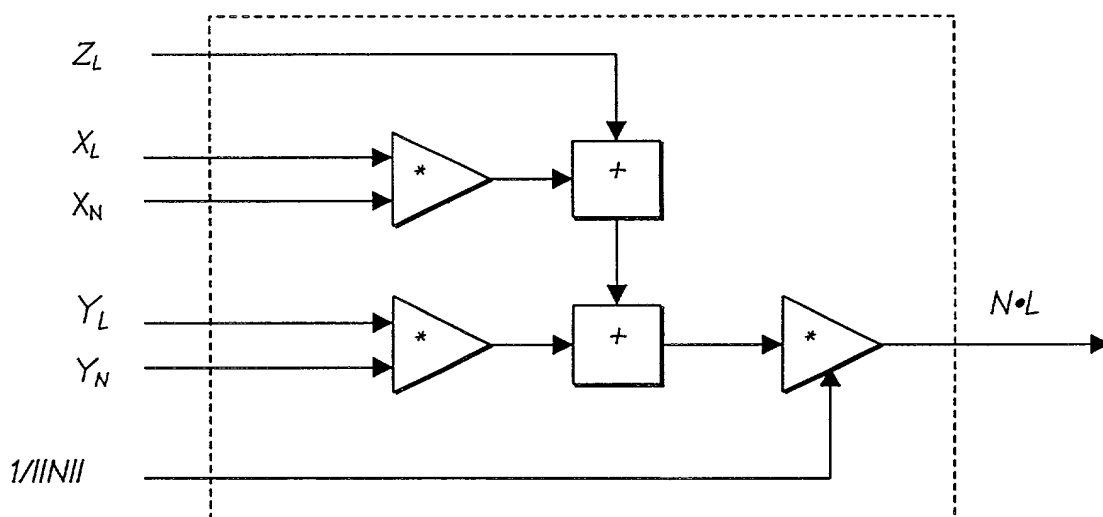 Z_L
X_L
*
+
X_N
Y_L
*
+
*
N•L
Y_N
1/||N||